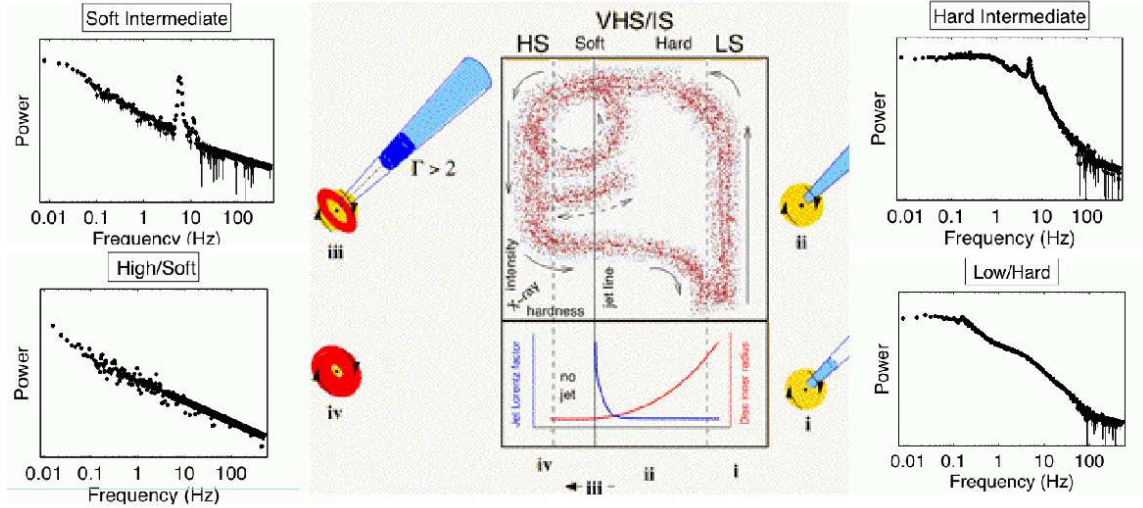 Soft Intermediate
Power
0.01 0.1 1 10 100
Frequency (Hz)
High/Soft
Power
0.01 0.1 1 10 100
Frequency (Hz)
VHS/IS
HS Soft Hard LS
Γ > 2
iii
ii
iv
i
intensity
X-ray
hardness
jet line
Jet Lorentz factor
no
jet
Disc inner radius
iv ii i
iii
Hard Intermediate
Power
0.01 0.1 1 10 100
Frequency (Hz)
Low/Hard
Power
0.01 0.1 1 10 100
Frequency (Hz)